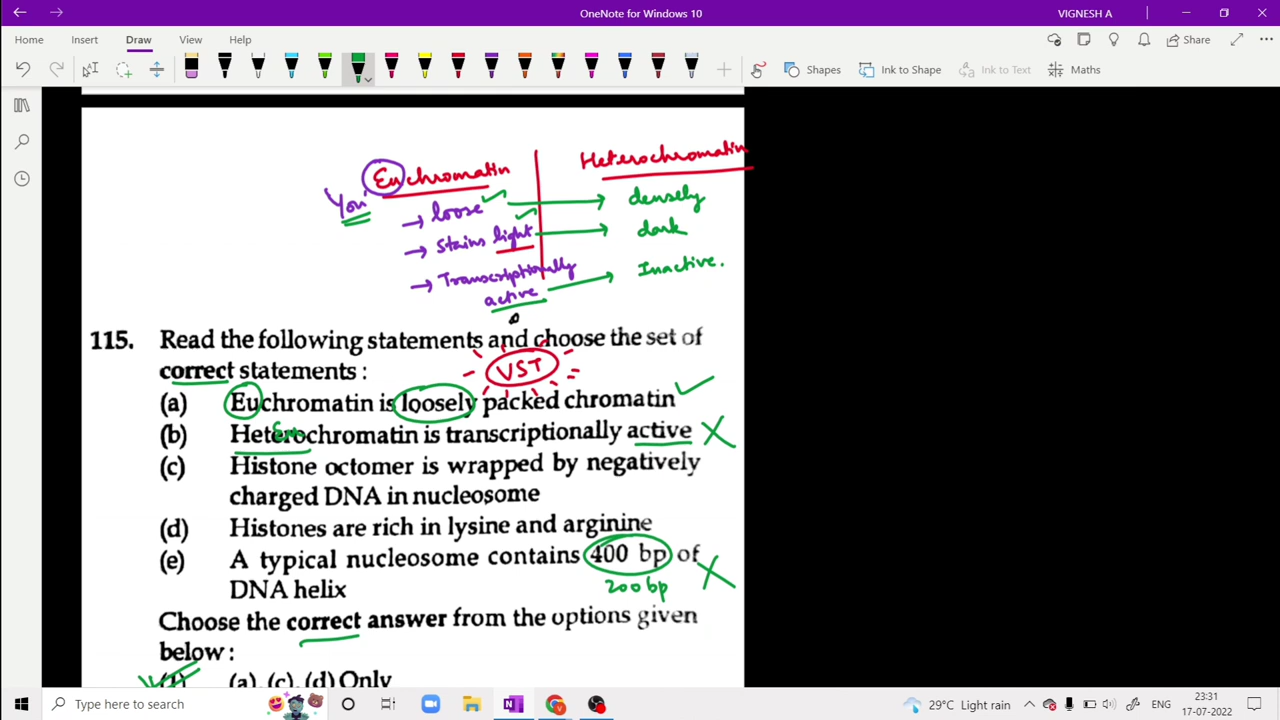 OneNote for Windows 10
VIGNESH A
Home Insert Draw View Help
Share
Shapes Ink to Shape Ink to Text Maths
Euchromatin Heterochromatin
You
→ loose → densely
→ Stains light → dark
→ Transcriptionally active → Inactive.
115. Read the following statements and choose the set of
correct statements :
VST
(a) Euchromatin is loosely packed chromatin
Eu
(b) Heterochromatin is transcriptionally active
(c) Histone octomer is wrapped by negatively
charged DNA in nucleosome
(d) Histones are rich in lysine and arginine
(e) A typical nucleosome contains 400 bp of
DNA helix 200 bp
Choose the correct answer from the options given
below :
(1) (a), (c), (d) Only
Type here to search
29°C Light rain
ENG
23:31
17-07-2022